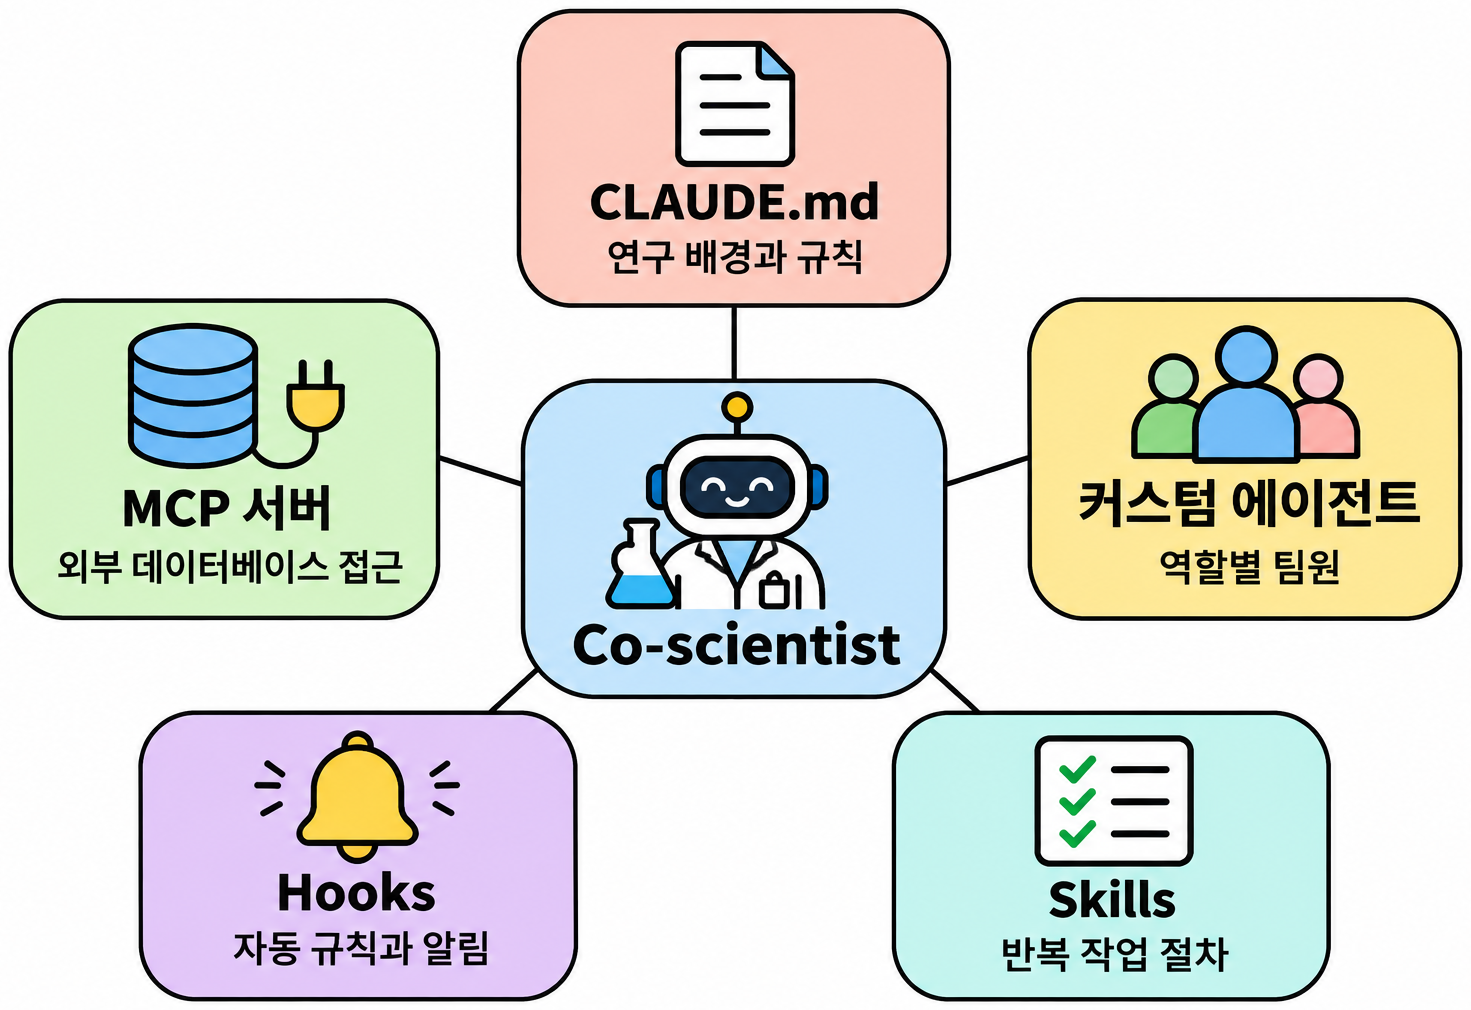 CLAUDE.md
연구 배경과 규칙
MCP 서버
외부 데이터베이스 접근
커스텀 에이전트
역할별 팀원
Co-scientist
Hooks
자동 규칙과 알림
Skills
반복 작업 절차